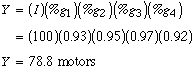 Y = (I)(%g₁)(%g₂)(%g₃)(%g₄)
= (100)(0.93)(0.95)(0.97)(0.92)
Y = 78.8 motors